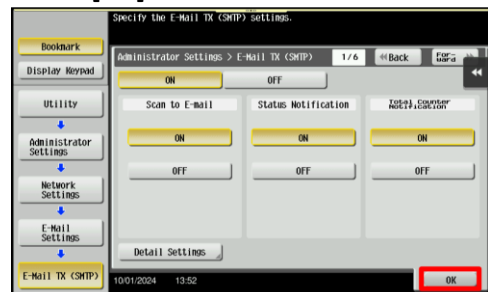 Specify the E-Mail TX (SMTP) settings.
Bookmark
Display Keypad
Utility
Administrator
Settings
Network
Settings
E-Mail
Settings
E-Mail TX (SMTP)
Administrator Settings > E-Mail TX (SMTP)
1/6
Back
For-
ward
ON
OFF
Scan to E-mail
Status Notification
Total Counter
Notification
ON
ON
ON
OFF
OFF
OFF
Detail Settings
10/01/2024 13:52
OK